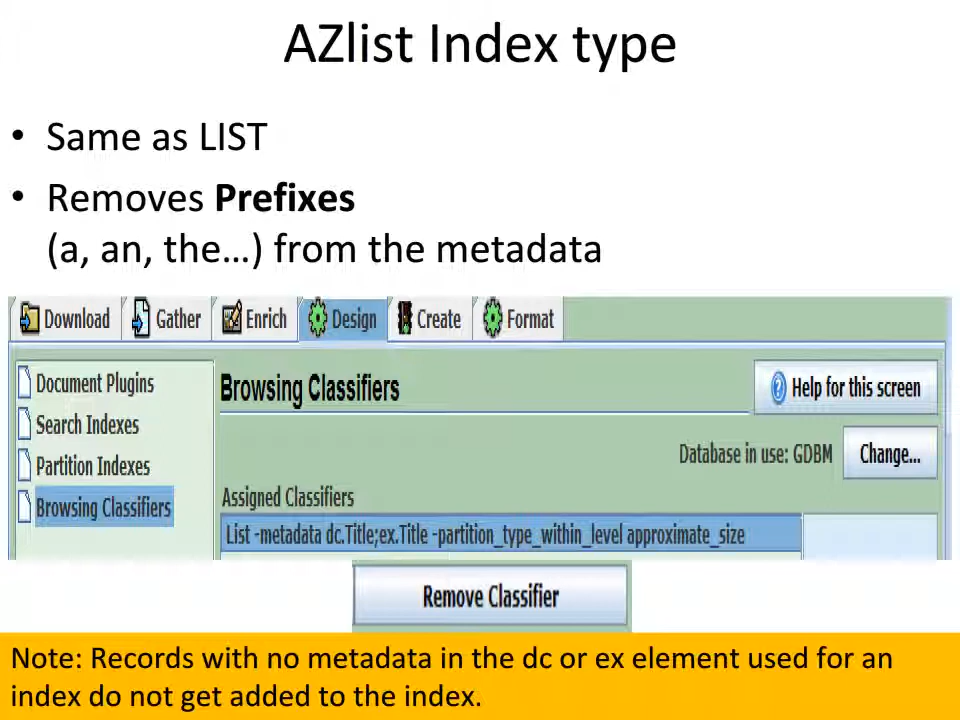 AZlist Index type
• Same as LIST
• Removes Prefixes
(a, an, the…) from the metadata
Download Gather Enrich Design Create Format
Document Plugins
Search Indexes
Partition Indexes
Browsing Classifiers
Browsing Classifiers
Help for this screen
Database in use: GDBM Change...
Assigned Classifiers
List -metadata dc.Title;ex.Title -partition_type_within_level approximate_size
Remove Classifier
Note: Records with no metadata in the dc or ex element used for an
index do not get added to the index.